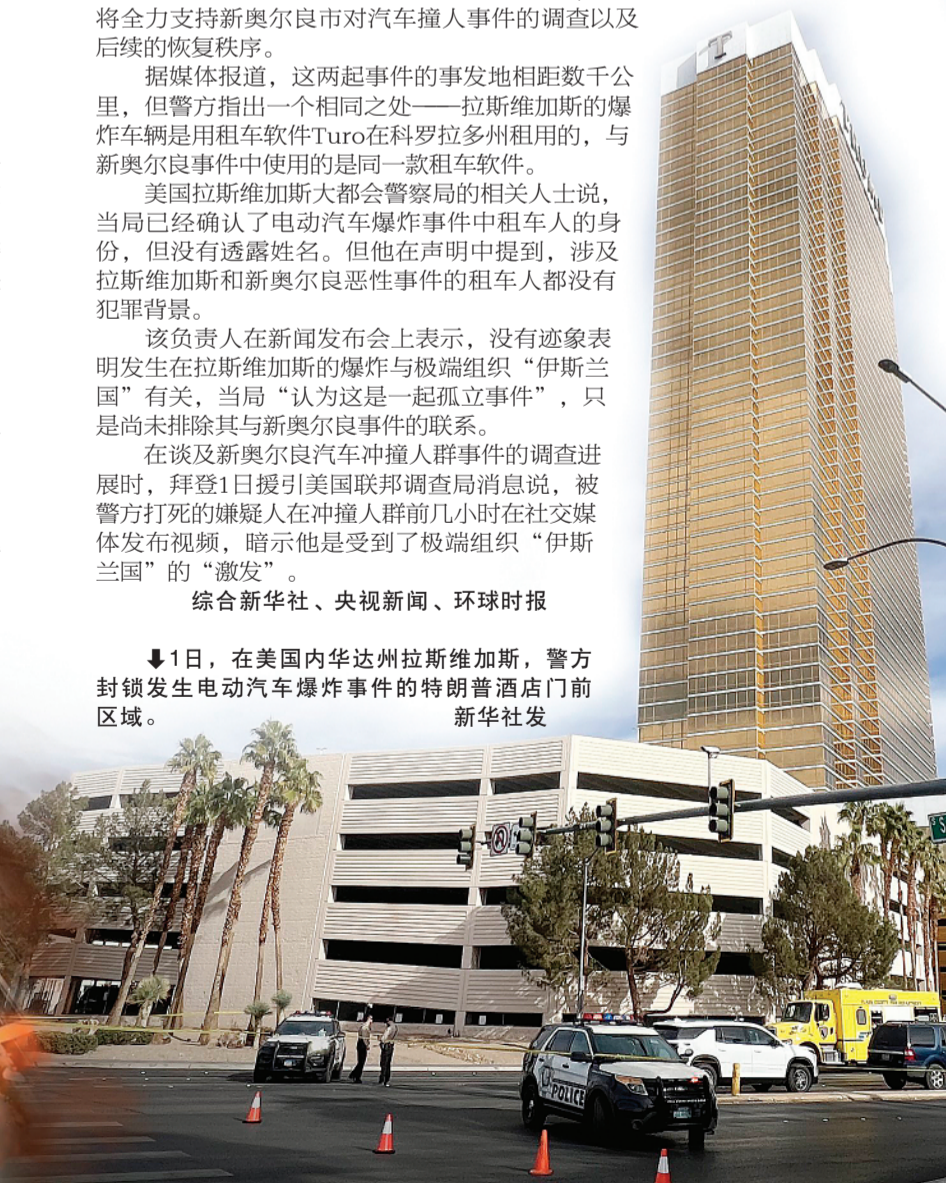 将全力支持新奥尔良市对汽车撞人事件的调查以及
后续的恢复秩序。
据媒体报道，这两起事件的事发地相距数千公
里，但警方指出一个相同之处——拉斯维加斯的爆
炸车辆是用租车软件Turo在科罗拉多州租用的，与
新奥尔良事件中使用的是同一款租车软件。
美国拉斯维加斯大都会警察局的相关人士说，
当局已经确认了电动汽车爆炸事件中租车人的身
份，但没有透露姓名。但他在声明中提到，涉及
拉斯维加斯和新奥尔良恶性事件的租车人都没有
犯罪背景。
该负责人在新闻发布会上表示，没有迹象表
明发生在拉斯维加斯的爆炸与极端组织“伊斯兰
国”有关，当局“认为这是一起孤立事件”，只
是尚未排除其与新奥尔良事件的联系。
在谈及新奥尔良汽车冲撞人群事件的调查进
展时，拜登1日援引美国联邦调查局消息说，被
警方打死的嫌疑人在冲撞人群前几小时在社交媒
体发布视频，暗示他是受到了极端组织“伊斯
兰国”的“激发”。
综合新华社、央视新闻、环球时报
⬇1日，在美国内华达州拉斯维加斯，警方
封锁发生电动汽车爆炸事件的特朗普酒店门前
区域。 新华社发
T
POLICE